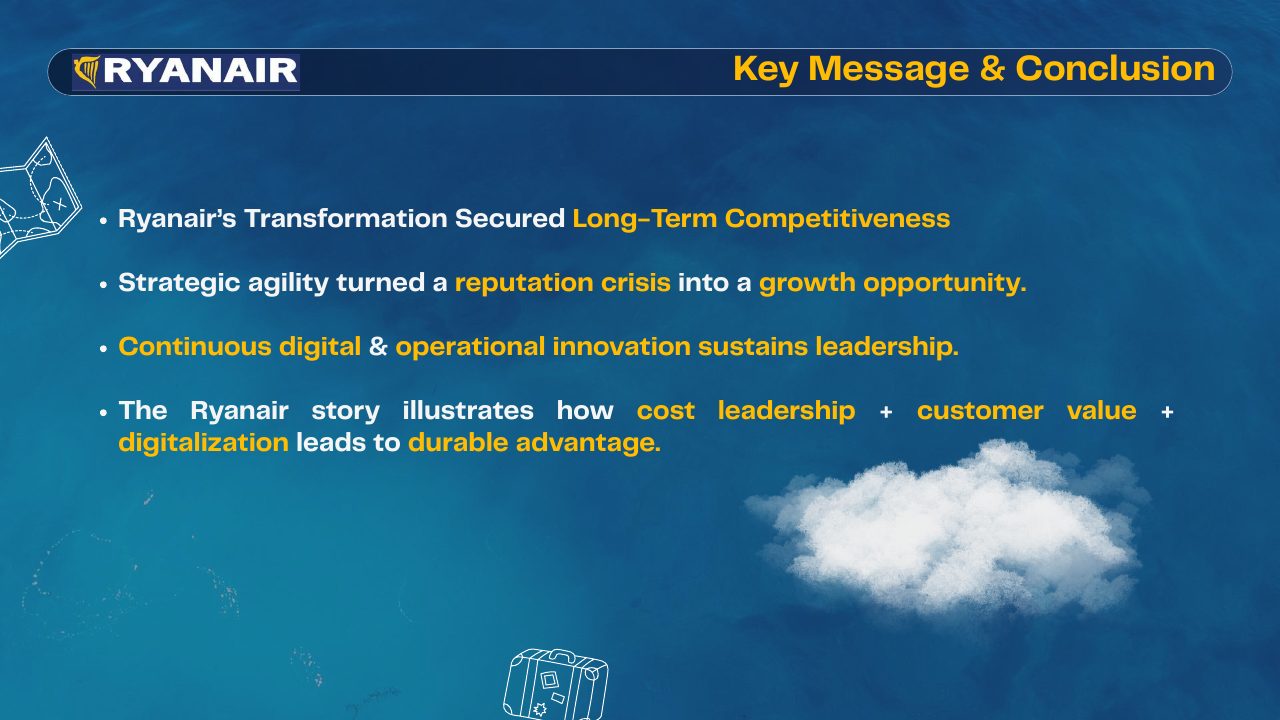 RYANAIR
Key Message & Conclusion
• Ryanair’s Transformation Secured Long-Term Competitiveness
• Strategic agility turned a reputation crisis into a growth opportunity.
• Continuous digital & operational innovation sustains leadership.
• The Ryanair story illustrates how cost leadership + customer value +
digitalization leads to durable advantage.